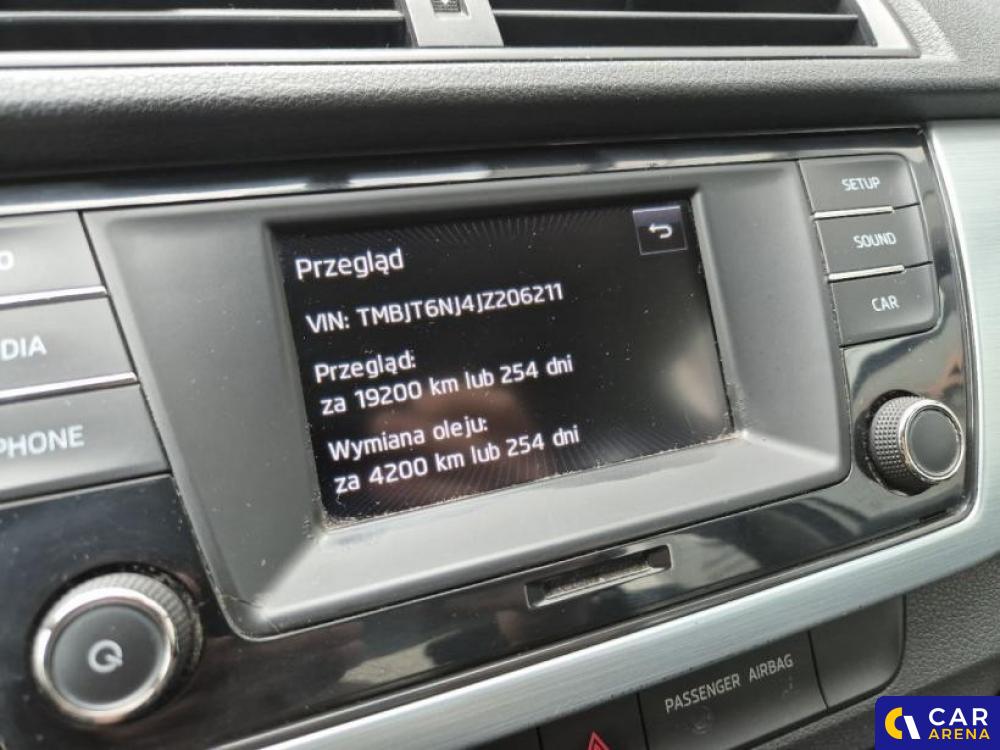 SETUP
SOUND
CAR
DIA
PHONE
Przegląd
VIN: TMBJT6NJ4JZ206211
Przegląd:
za 19200 km lub 254 dni
Wymiana oleju:
za 4200 km lub 254 dni
PASSENGER AIRBAG
CAR
ARENA